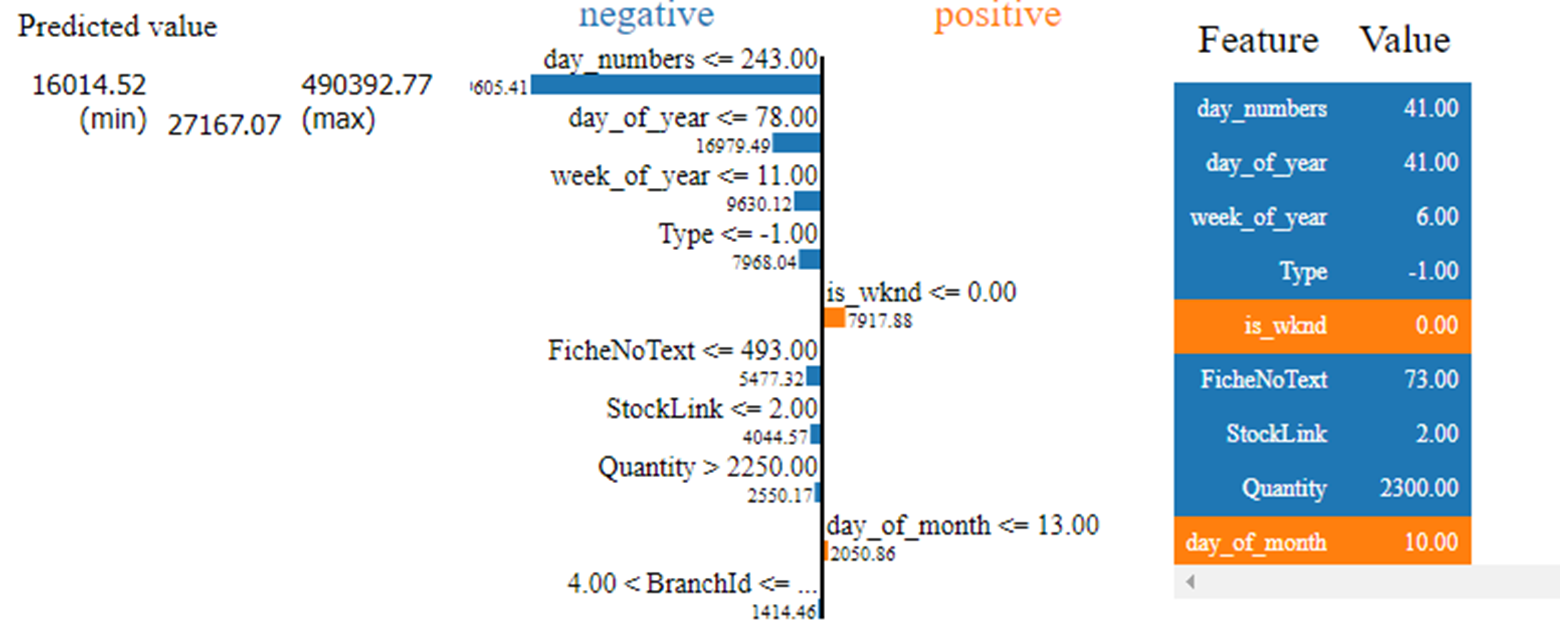 Predicted value
16014.52
(min)
27167.07
490392.77
(max)
negative
positive
day_numbers <= 243.00
605.41
day_of_year <= 78.00
16979.49
week_of_year <= 11.00
9630.12
Type <= -1.00
7968.04
is_wknd <= 0.00
7917.88
FicheNoText <= 493.00
5477.32
StockLink <= 2.00
4044.57
Quantity > 2250.00
2550.17
day_of_month <= 13.00
2050.86
4.00 < BranchId <= ...
1414.46
Feature Value
day_numbers 41.00
day_of_year 41.00
week_of_year 6.00
Type -1.00
is_wknd 0.00
FicheNoText 73.00
StockLink 2.00
Quantity 2300.00
day_of_month 10.00